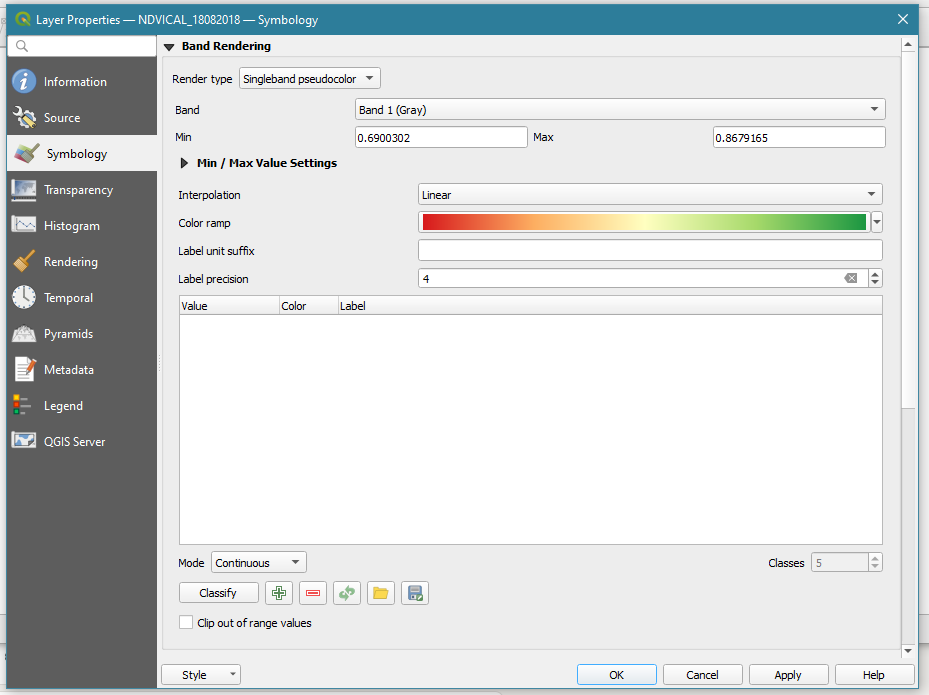 Layer Properties — NDVICAL_18082018 — Symbology
Information
Source
Symbology
Transparency
Histogram
Rendering
Temporal
Pyramids
Metadata
Legend
QGIS Server
Band Rendering
Render type Singleband pseudocolor
Band Band 1 (Gray)
Min 0.6900302 Max 0.8679165
Min / Max Value Settings
Interpolation Linear
Color ramp
Label unit suffix
Label precision 4
Value Color Label
Mode Continuous Classes 5
Classify
Clip out of range values
Style OK Cancel Apply Help